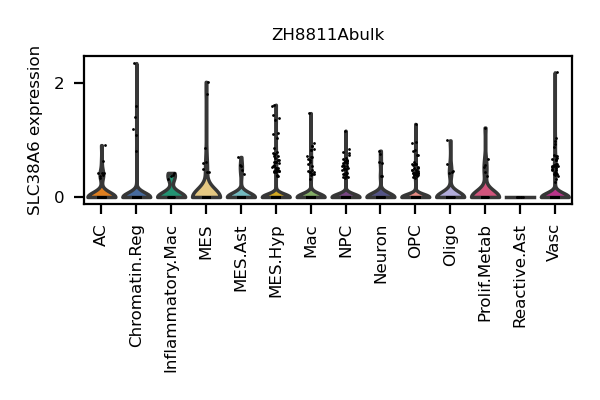 ZH8811Abulk
SLC38A6 expression
2
0
AC
Chromatin.Reg
Inflammatory.Mac
MES
MES.Ast
MES.Hyp
Mac
NPC
Neuron
OPC
Oligo
Prolif.Metab
Reactive.Ast
Vasc